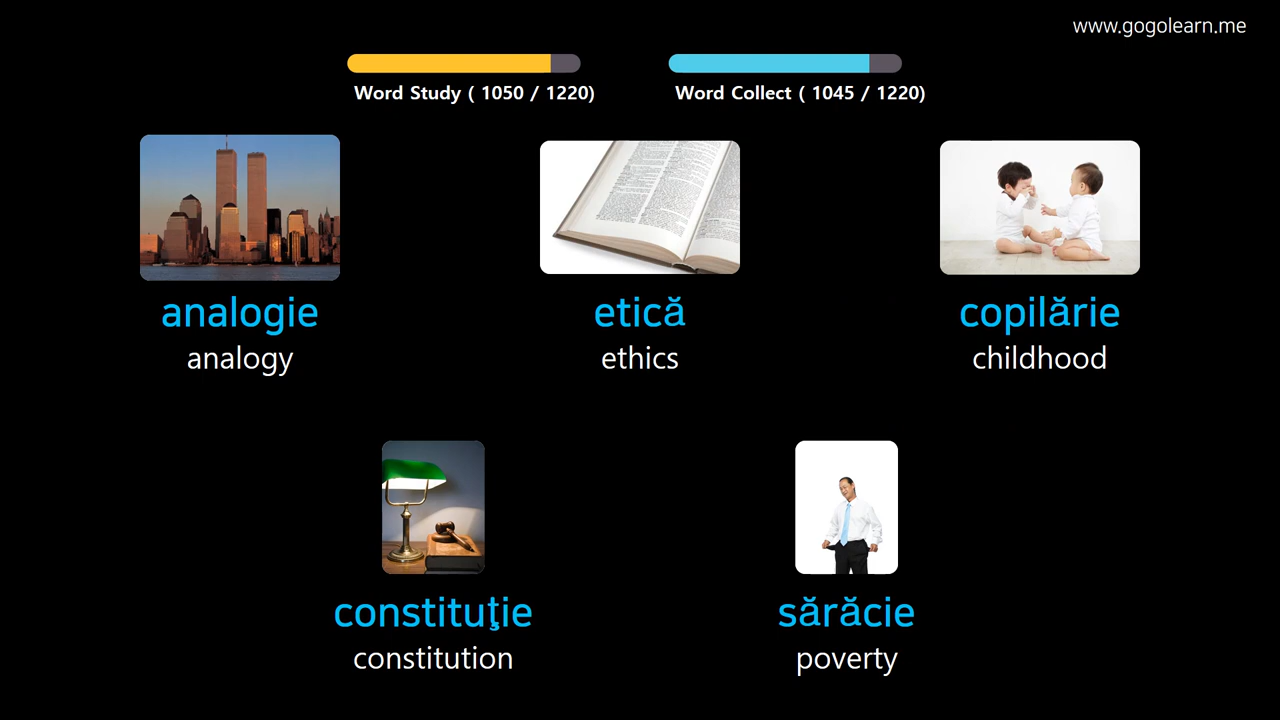 www.gogolearn.me
Word Study ( 1050 / 1220)
Word Collect ( 1045 / 1220)
analogie
analogy
etică
ethics
copilărie
childhood
constituţie
constitution
sărăcie
poverty